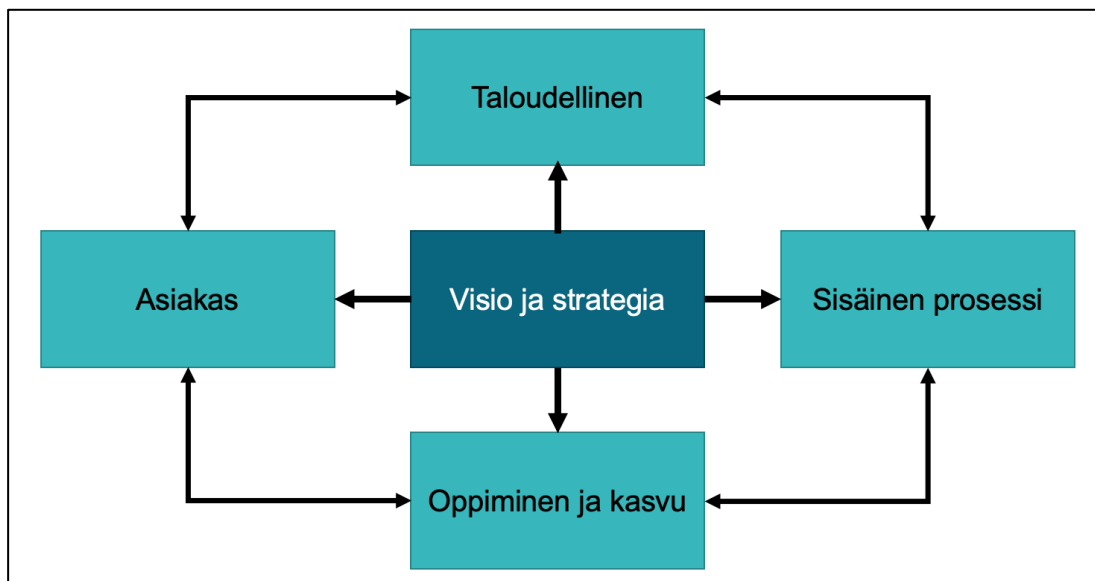 Taloudellinen
Asiakas
Visio ja strategia
Sisäinen prosessi
Oppiminen ja kasvu